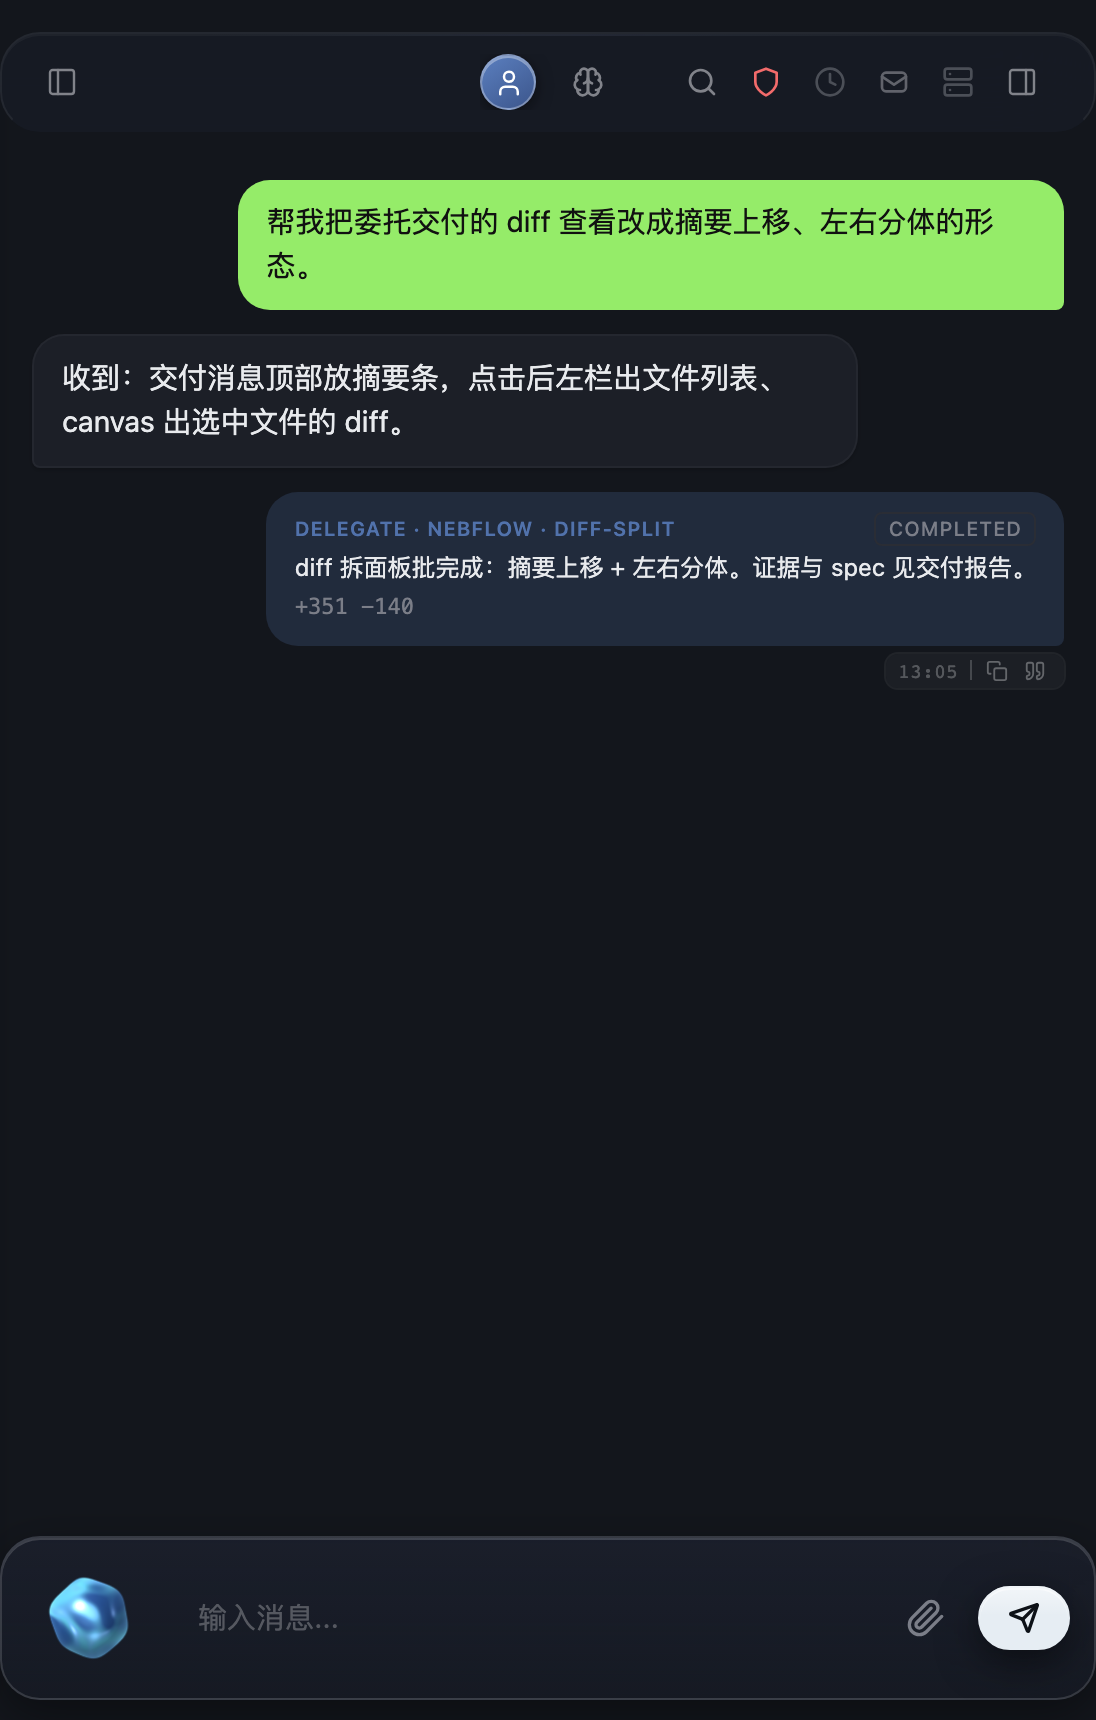 帮我把委托交付的 diff 查看改成摘要上移、左右分体的形
态。
收到：交付消息顶部放摘要条，点击后左栏出文件列表、
canvas 出选中文件的 diff。
DELEGATE · NEBFLOW · DIFF-SPLIT
COMPLETED
diff 拆面板批完成：摘要上移 + 左右分体。证据与 spec 见交付报告。
+351 −140
13:05
输入消息...